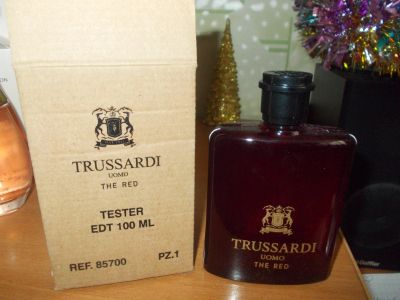 TRUSSARDI
UOMO
THE RED
TESTER
EDT 100 ML
REF. 85700 PZ.1
TRUSSARDI
UOMO
THE RED